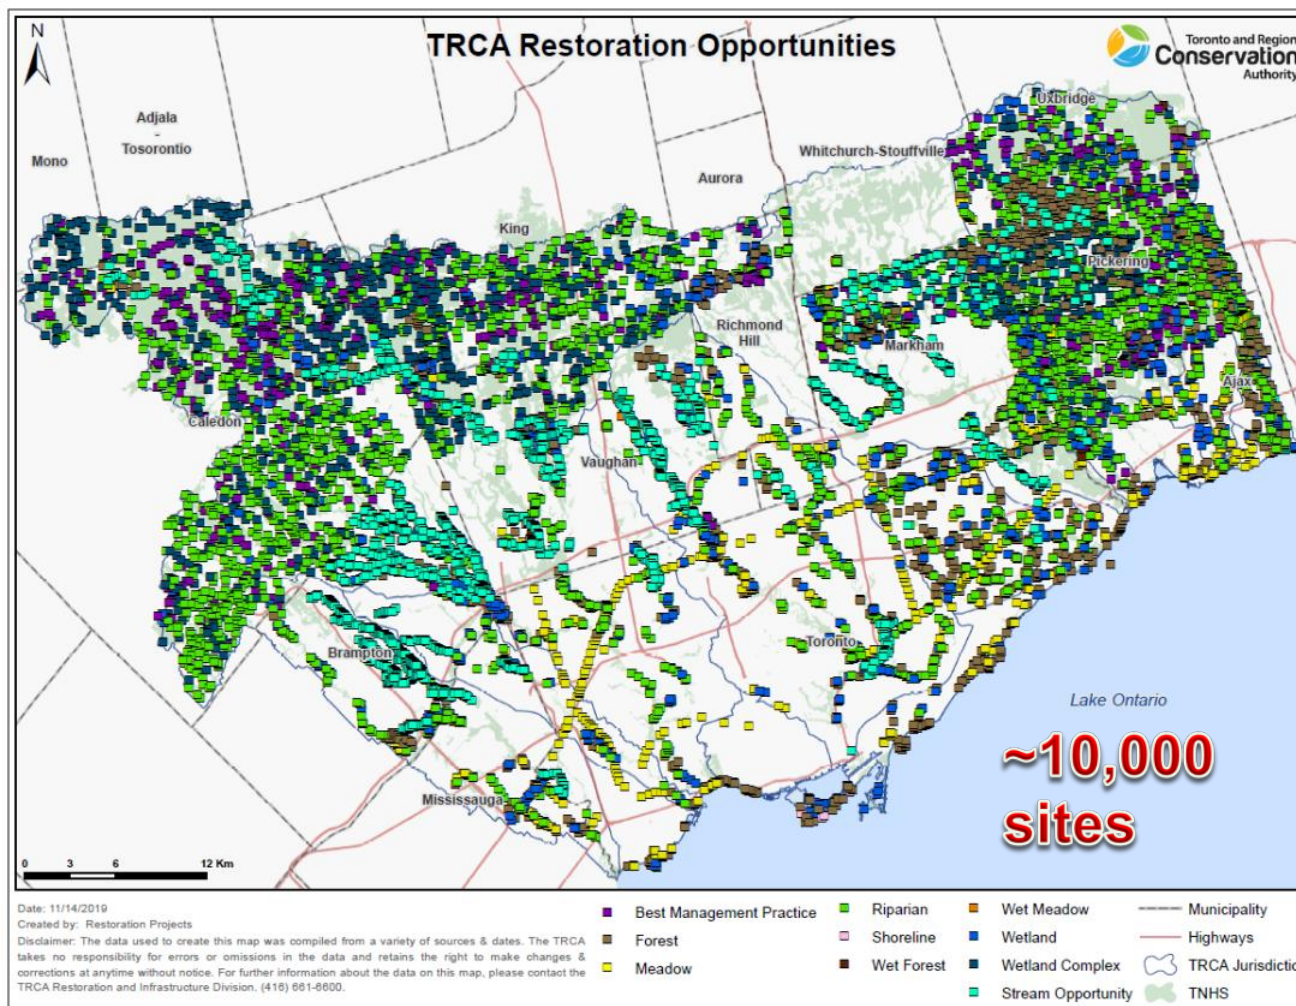 N
TRCA Restoration Opportunities
Toronto and Region
Conservation
Authority
Uxbridge
Adjala
-
Tosorontio
Mono
Whitchurch-Stouffville
Aurora
King
Pickering
Richmond
Hill
Markham
Ajax
Caledon
Vaughan
Brampton
Toronto
Lake Ontario
~10,000
sites
Mississauga
0 3 6 12 Km
Date: 11/14/2019
Created by: Restoration Projects
Disclaimer: The data used to create this map was compiled from a variety of sources & dates. The TRCA
takes no responsibility for errors or omissions in the data and retains the right to make changes &
corrections at anytime without notice. For further information about the data on this map, please contact the
TRCA Restoration and Infrastructure Division. (416) 661-6600.
Best Management Practice
Forest
Meadow
Riparian
Shoreline
Wet Forest
Wet Meadow
Wetland
Wetland Complex
Stream Opportunity
Municipality
Highways
TRCA Jurisdictio
TNHS